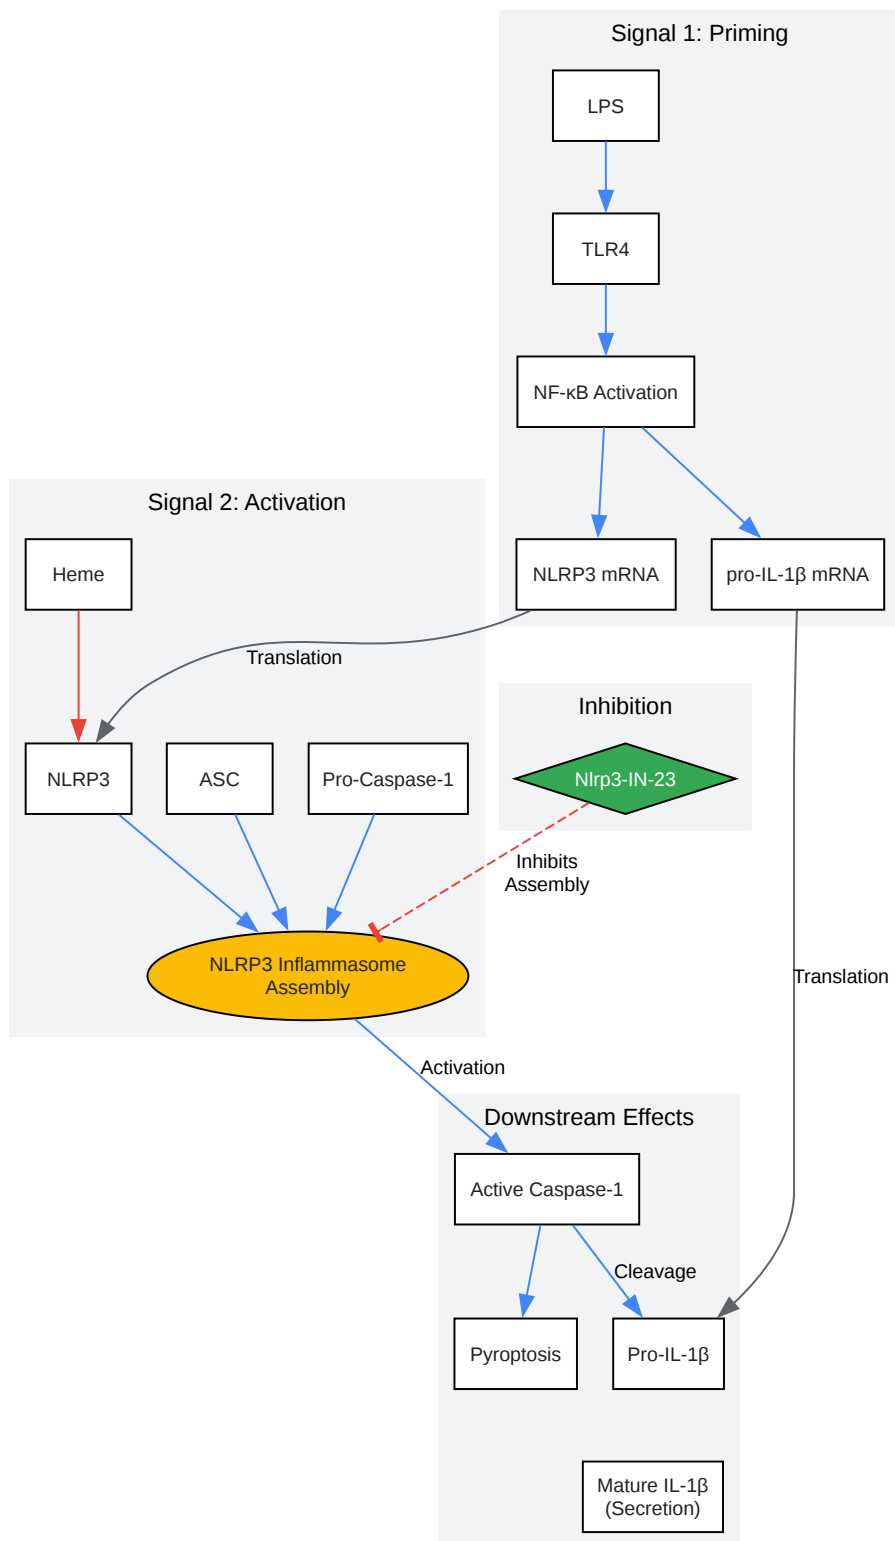 Signal 1: Priming
LPS
TLR4
NF-κB Activation
NLRP3 mRNA
pro-IL-1β mRNA
Signal 2: Activation
Heme
Translation
NLRP3
ASC
Pro-Caspase-1
Inhibition
Nlrp3-IN-23
Inhibits
Assembly
NLRP3 Inflammasome
Assembly
Translation
Activation
Downstream Effects
Active Caspase-1
Cleavage
Pyroptosis
Pro-IL-1β
Mature IL-1β
(Secretion)